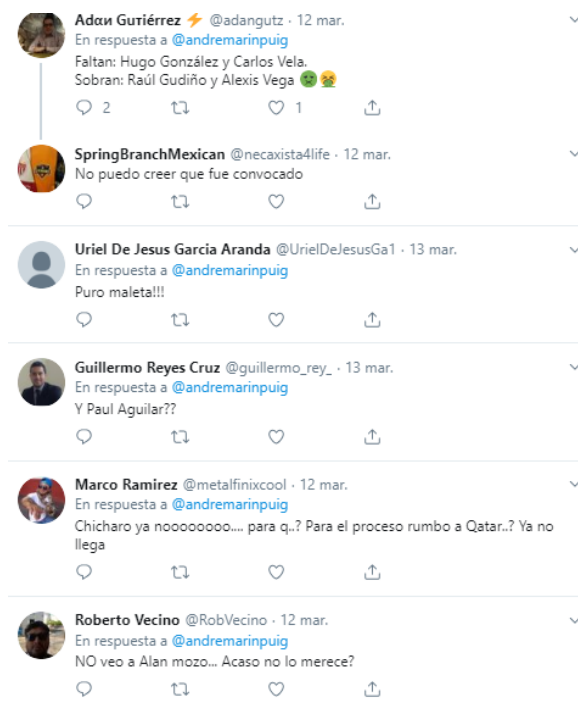 Adαи Gυтιérrez ⚡ @adangutz · 12 mar.
En respuesta a @andremarinpuig
Faltan: Hugo González y Carlos Vela.
Sobran: Raúl Gudiño y Alexis Vega 🤢🤮
2 1
SpringBranchMexican @necaxista4life · 12 mar.
No puedo creer que fue convocado
Uriel De Jesus Garcia Aranda @UrielDeJesusGa1 · 13 mar.
En respuesta a @andremarinpuig
Puro maleta!!!
Guillermo Reyes Cruz @guillermo_rey_ · 13 mar.
En respuesta a @andremarinpuig
Y Paul Aguilar??
Marco Ramirez @metalfinixcool · 12 mar.
En respuesta a @andremarinpuig
Chicharo ya noooooooo.... para q..? Para el proceso rumbo a Qatar..? Ya no
llega
Roberto Vecino @RobVecino · 12 mar.
En respuesta a @andremarinpuig
NO veo a Alan mozo... Acaso no lo merece?